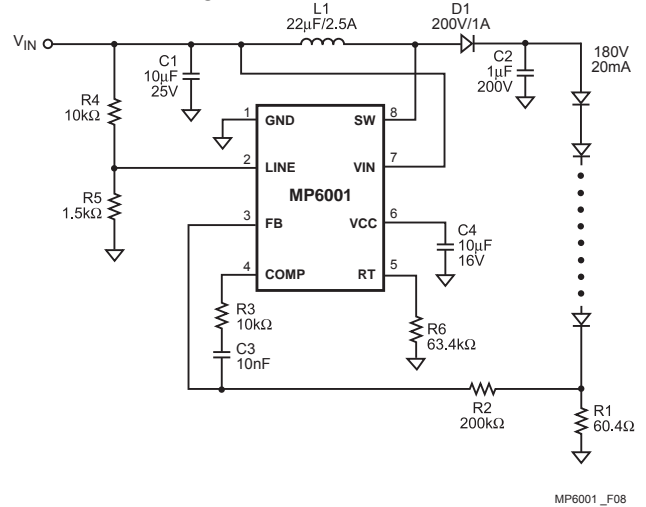 L1
22µF/2.5A
D1
200V/1A
VIN
C1
10µF
25V
C2
1µF
200V
180V
20mA
R4
10kΩ
1
GND
SW
8
2
LINE
VIN
7
MP6001
R5
1.5kΩ
3
FB
VCC
6
C4
10µF
16V
4
COMP
RT
5
R3
10kΩ
R6
63.4kΩ
C3
10nF
R2
200kΩ
R1
60.4Ω
MP6001_F08